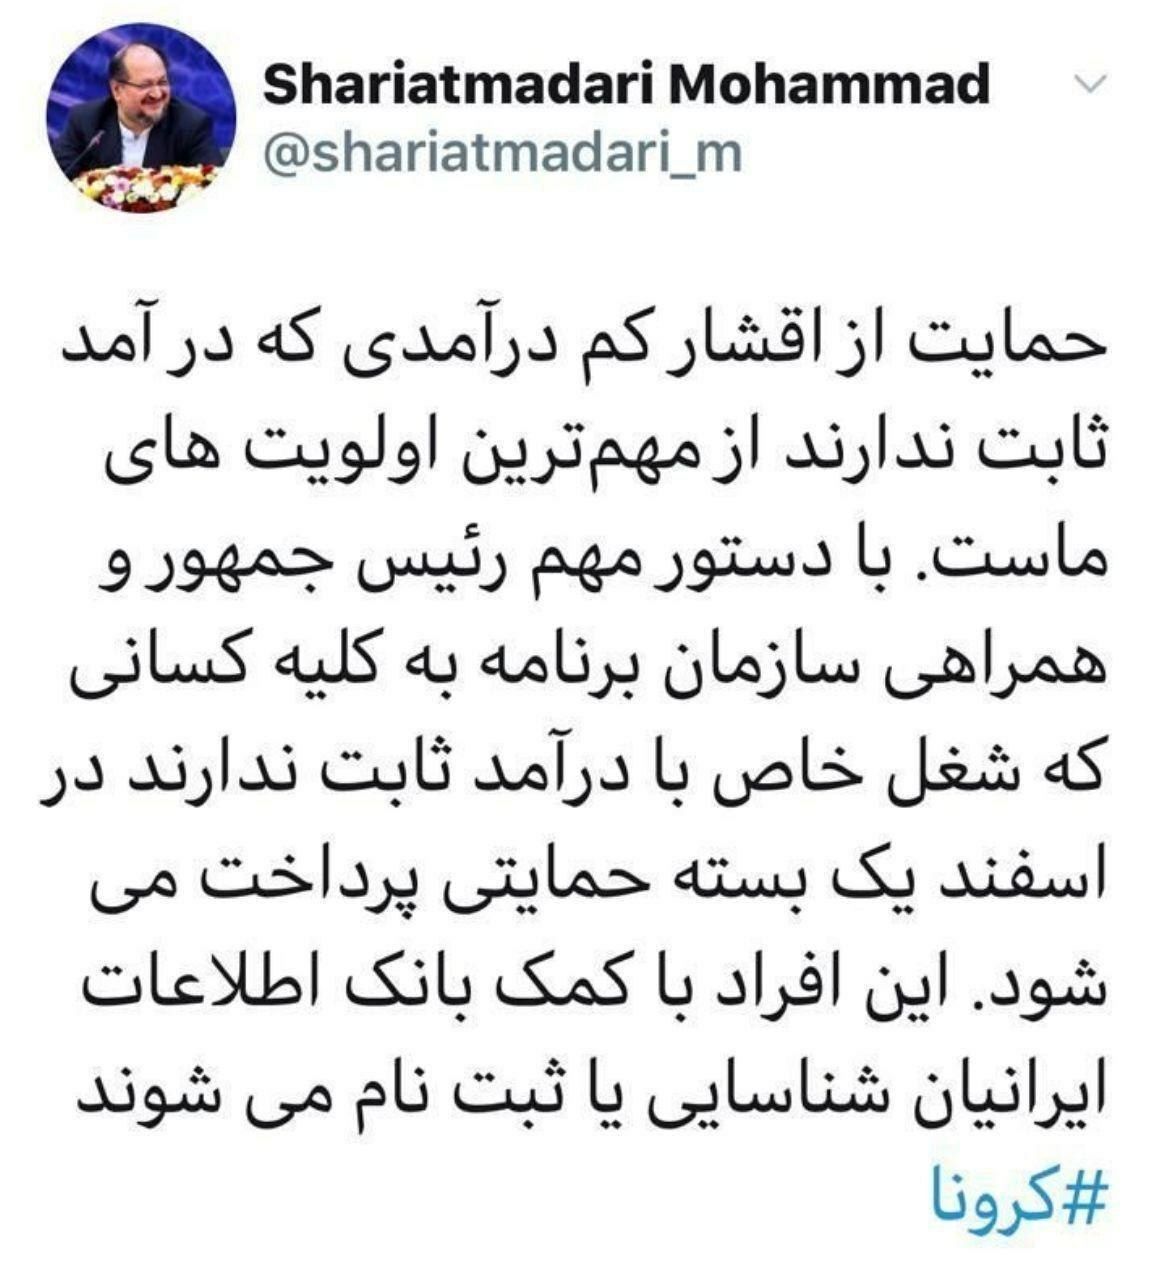 Shariatmadari Mohammad
@shariatmadari_m
حمایت از اقشار کم درآمدی که در آمد
ثابت ندارند از مهم‌ترین اولویت های
ماست. با دستور مهم رئیس جمهور و
همراهی سازمان برنامه به کلیه کسانی
که شغل خاص با درآمد ثابت ندارند در
اسفند یک بسته حمایتی پرداخت می
شود. این افراد با کمک بانک اطلاعات
ایرانیان شناسایی یا ثبت نام می شوند
#کرونا